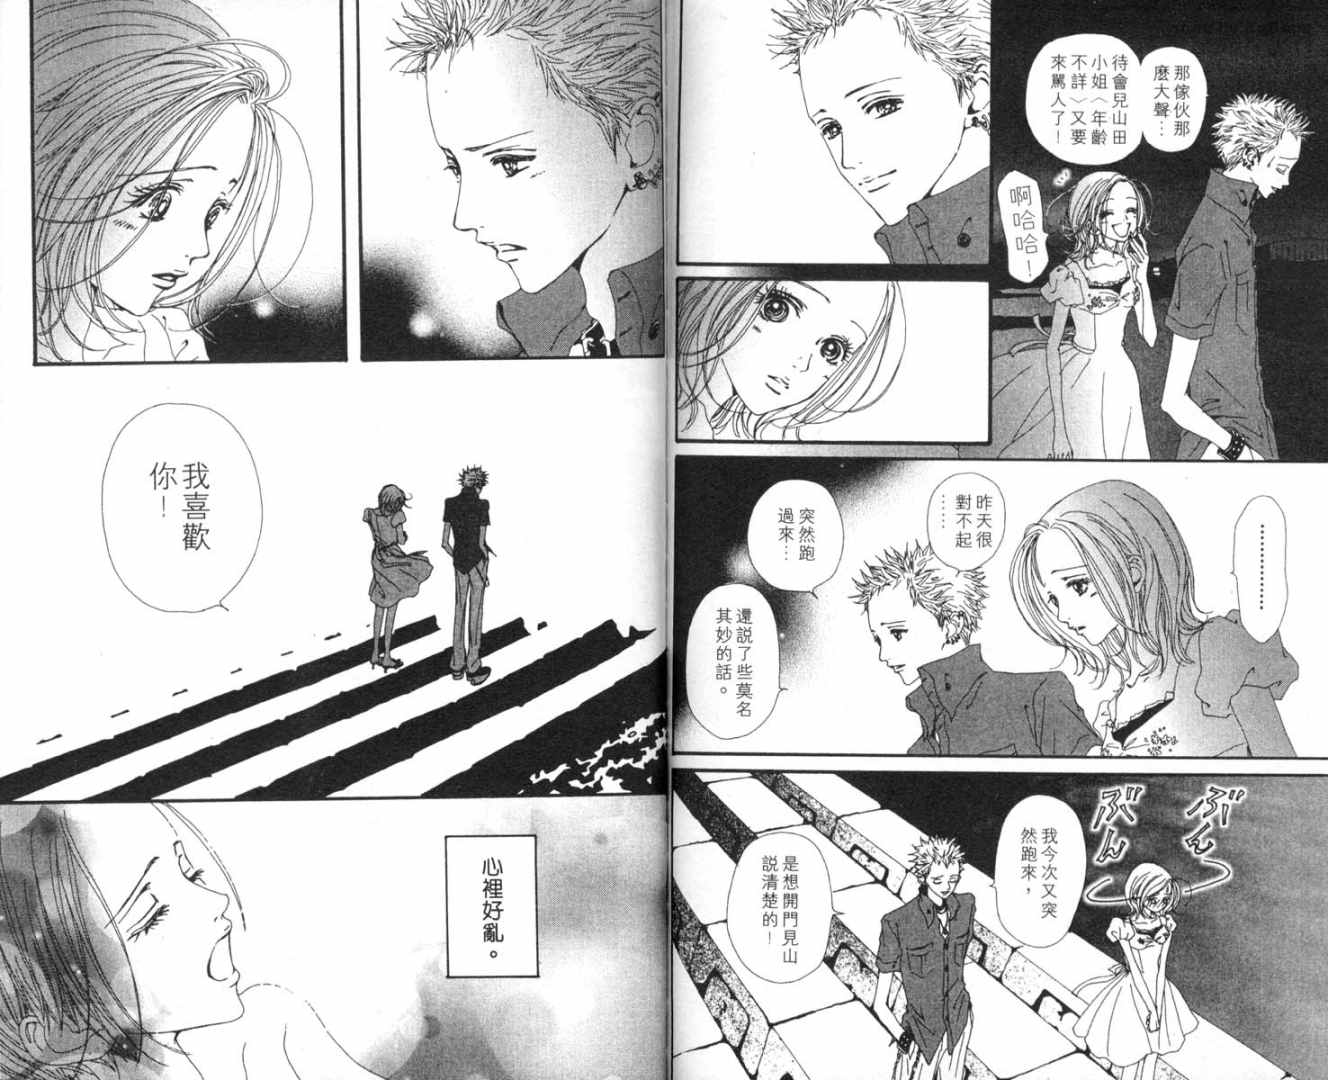 那傢伙那
麼大聲…
待會兒山田
小姐（年齡
不詳）又要
來罵人了！
啊哈哈！
…………
昨天很
對不起
……
突然跑
過來…
還說了些莫名
其妙的話。
ぶん
ぶん
我今次又突
然跑來，
是想開門見山
説清楚的！
我喜歡
你！
心裡好亂。